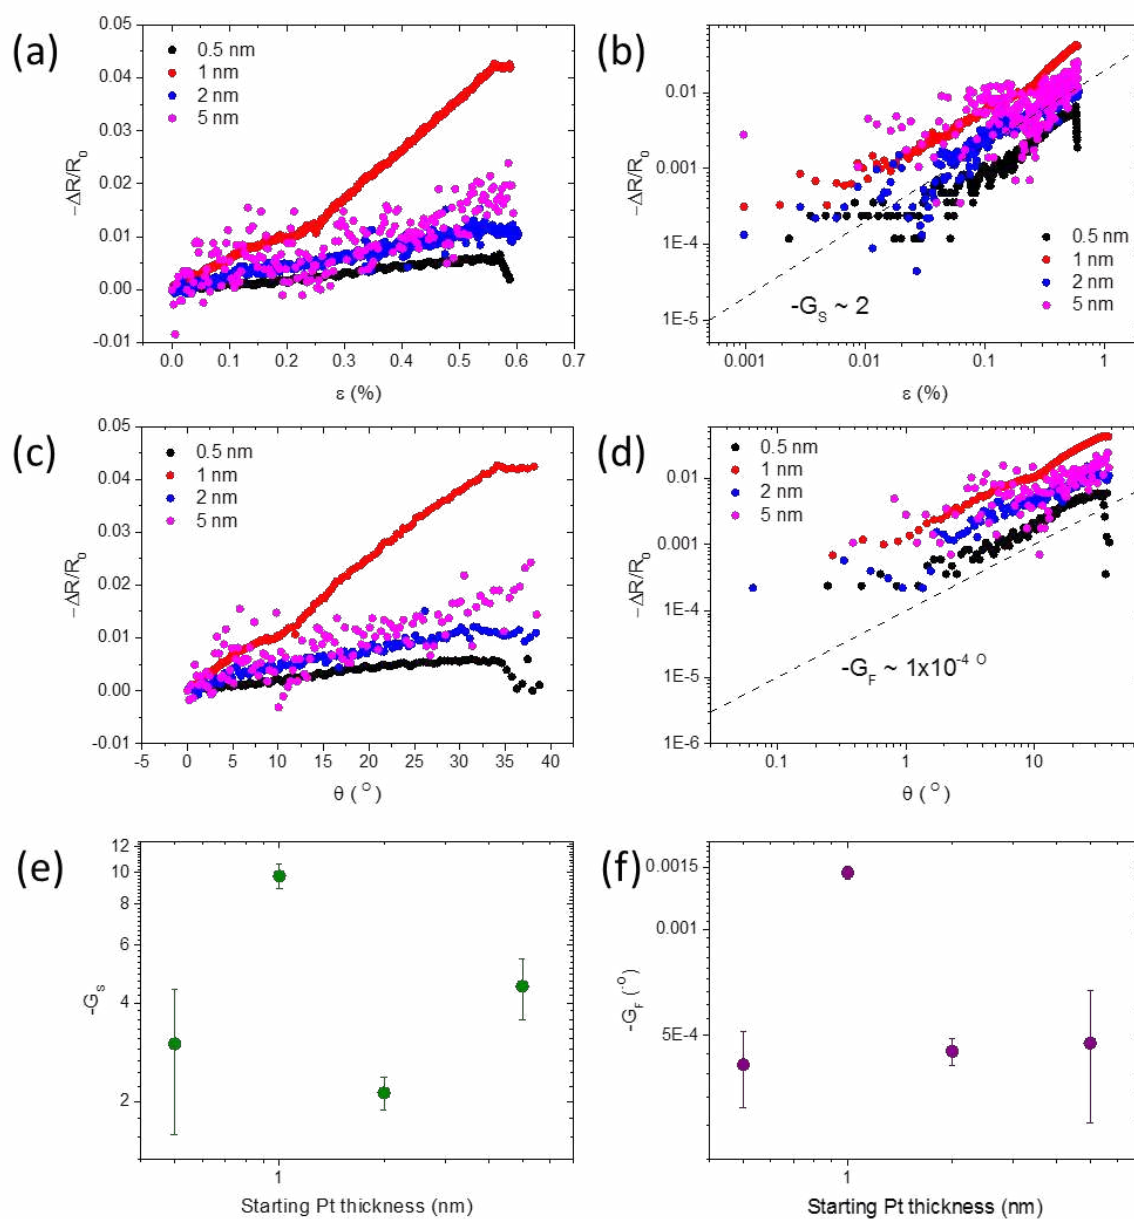 (a)
0.05
0.04
0.03
0.02
0.01
0.00
-0.01
−ΔR/R0
0.5 nm
1 nm
2 nm
5 nm
0.0 0.1 0.2 0.3 0.4 0.5 0.6 0.7
ε (%)
(b)
0.01
0.001
1E-4
1E-5
−ΔR/R0
-GS ~ 2
0.5 nm
1 nm
2 nm
5 nm
0.001 0.01 0.1 1
ε (%)
(c)
0.05
0.04
0.03
0.02
0.01
0.00
-0.01
−ΔR/R0
0.5 nm
1 nm
2 nm
5 nm
-5 0 5 10 15 20 25 30 35 40
θ (°)
(d)
0.01
0.001
1E-4
1E-5
1E-6
−ΔR/R0
0.5 nm
1 nm
2 nm
5 nm
-GF ~ 1x10-4 °
0.1 1 10
θ (°)
(e)
12
10
8
6
4
2
-Gs
1
Starting Pt thickness (nm)
(f)
0.0015
0.001
5E-4
-GF (-°)
1
Starting Pt thickness (nm)